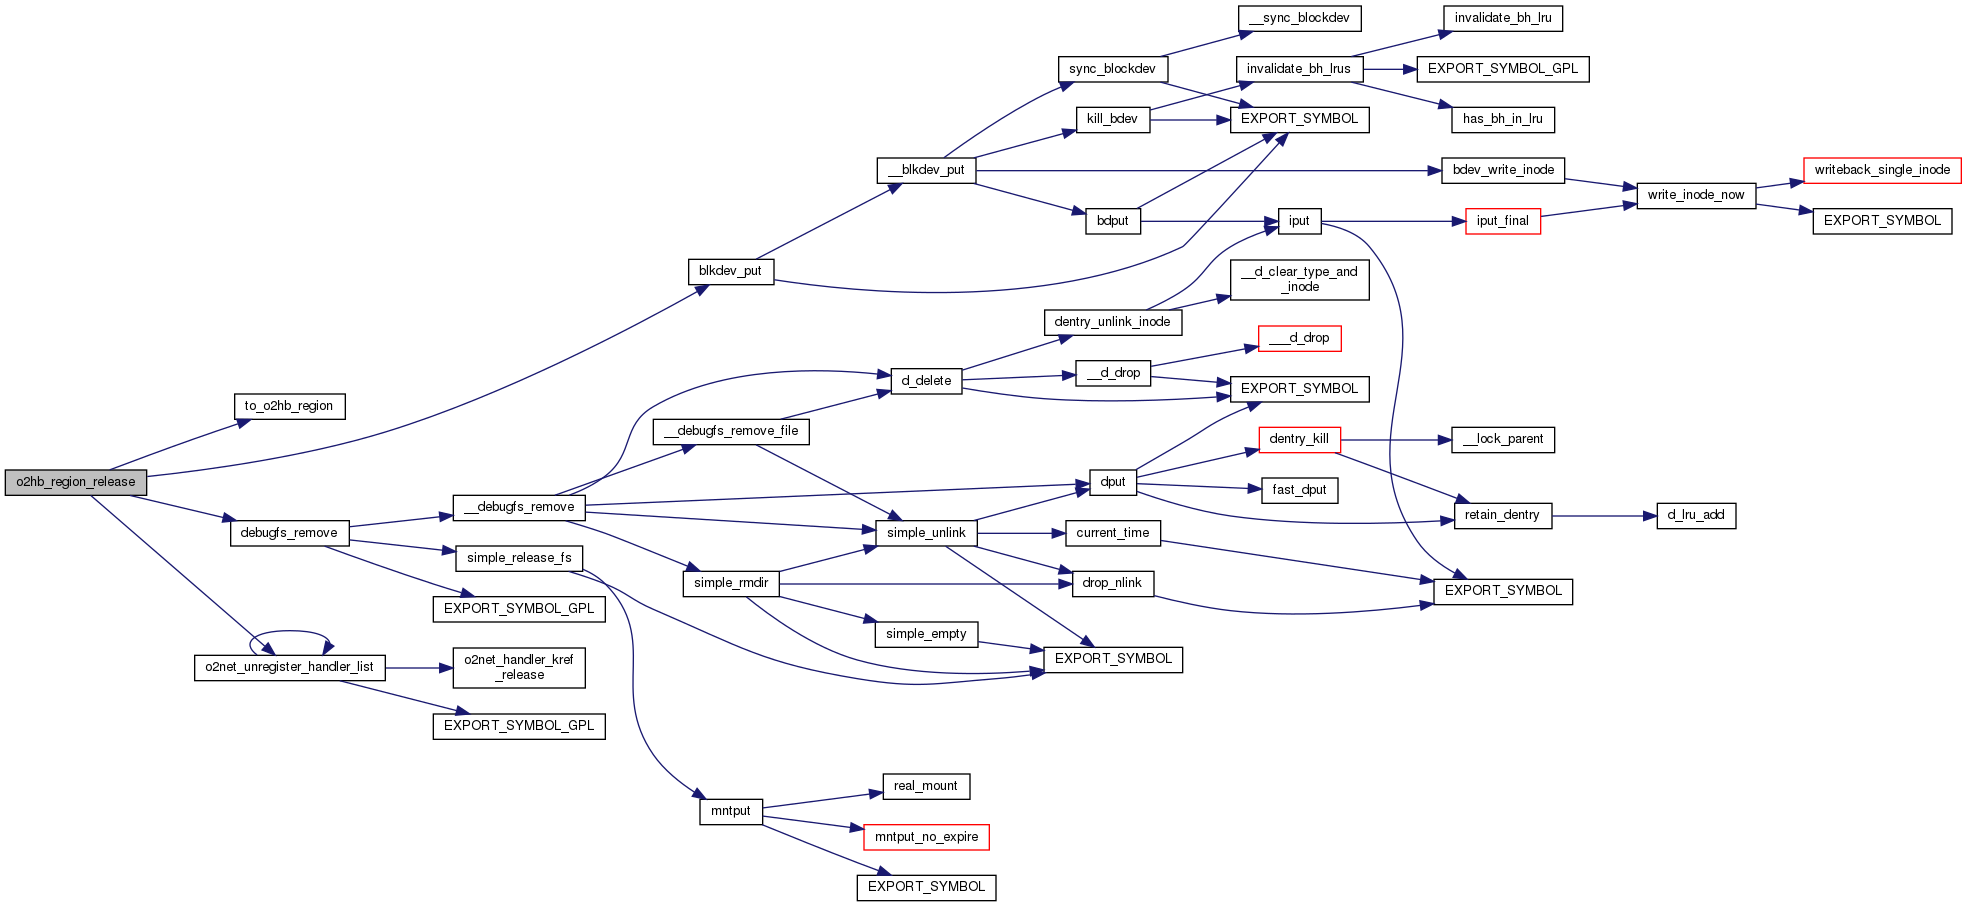 __sync_blockdev
invalidate_bh_lru
sync_blockdev
invalidate_bh_lrus
EXPORT_SYMBOL_GPL
kill_bdev
EXPORT_SYMBOL
has_bh_in_lru
__blkdev_put
bdev_write_inode
writeback_single_inode
write_inode_now
bdput
iput
iput_final
EXPORT_SYMBOL
blkdev_put
__d_clear_type_and
_inode
dentry_unlink_inode
___d_drop
__d_drop
d_delete
EXPORT_SYMBOL
to_o2hb_region
__debugfs_remove_file
dentry_kill
__lock_parent
o2hb_region_release
dput
fast_dput
__debugfs_remove
retain_dentry
d_lru_add
debugfs_remove
simple_unlink
current_time
simple_release_fs
simple_rmdir
drop_nlink
EXPORT_SYMBOL
EXPORT_SYMBOL_GPL
simple_empty
o2net_unregister_handler_list
o2net_handler_kref
_release
EXPORT_SYMBOL
EXPORT_SYMBOL_GPL
real_mount
mntput
mntput_no_expire
EXPORT_SYMBOL